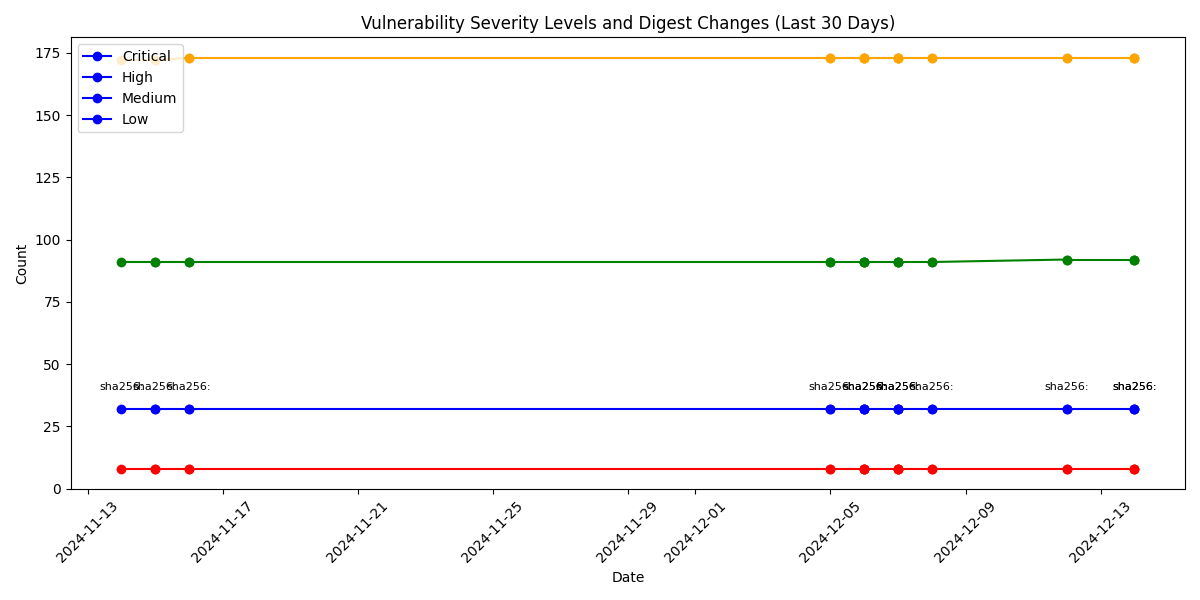 Vulnerability Severity Levels and Digest Changes (Last 30 Days)
Critical
High
Medium
Low
Count
175
150
125
100
75
50
25
0
sha256: sha256: sha256: sha256: sha256: sha256: sha256: sha256: sha256:
2024-11-13 2024-11-17 2024-11-21 2024-11-25 2024-11-29 2024-12-01 2024-12-05 2024-12-09 2024-12-13
Date